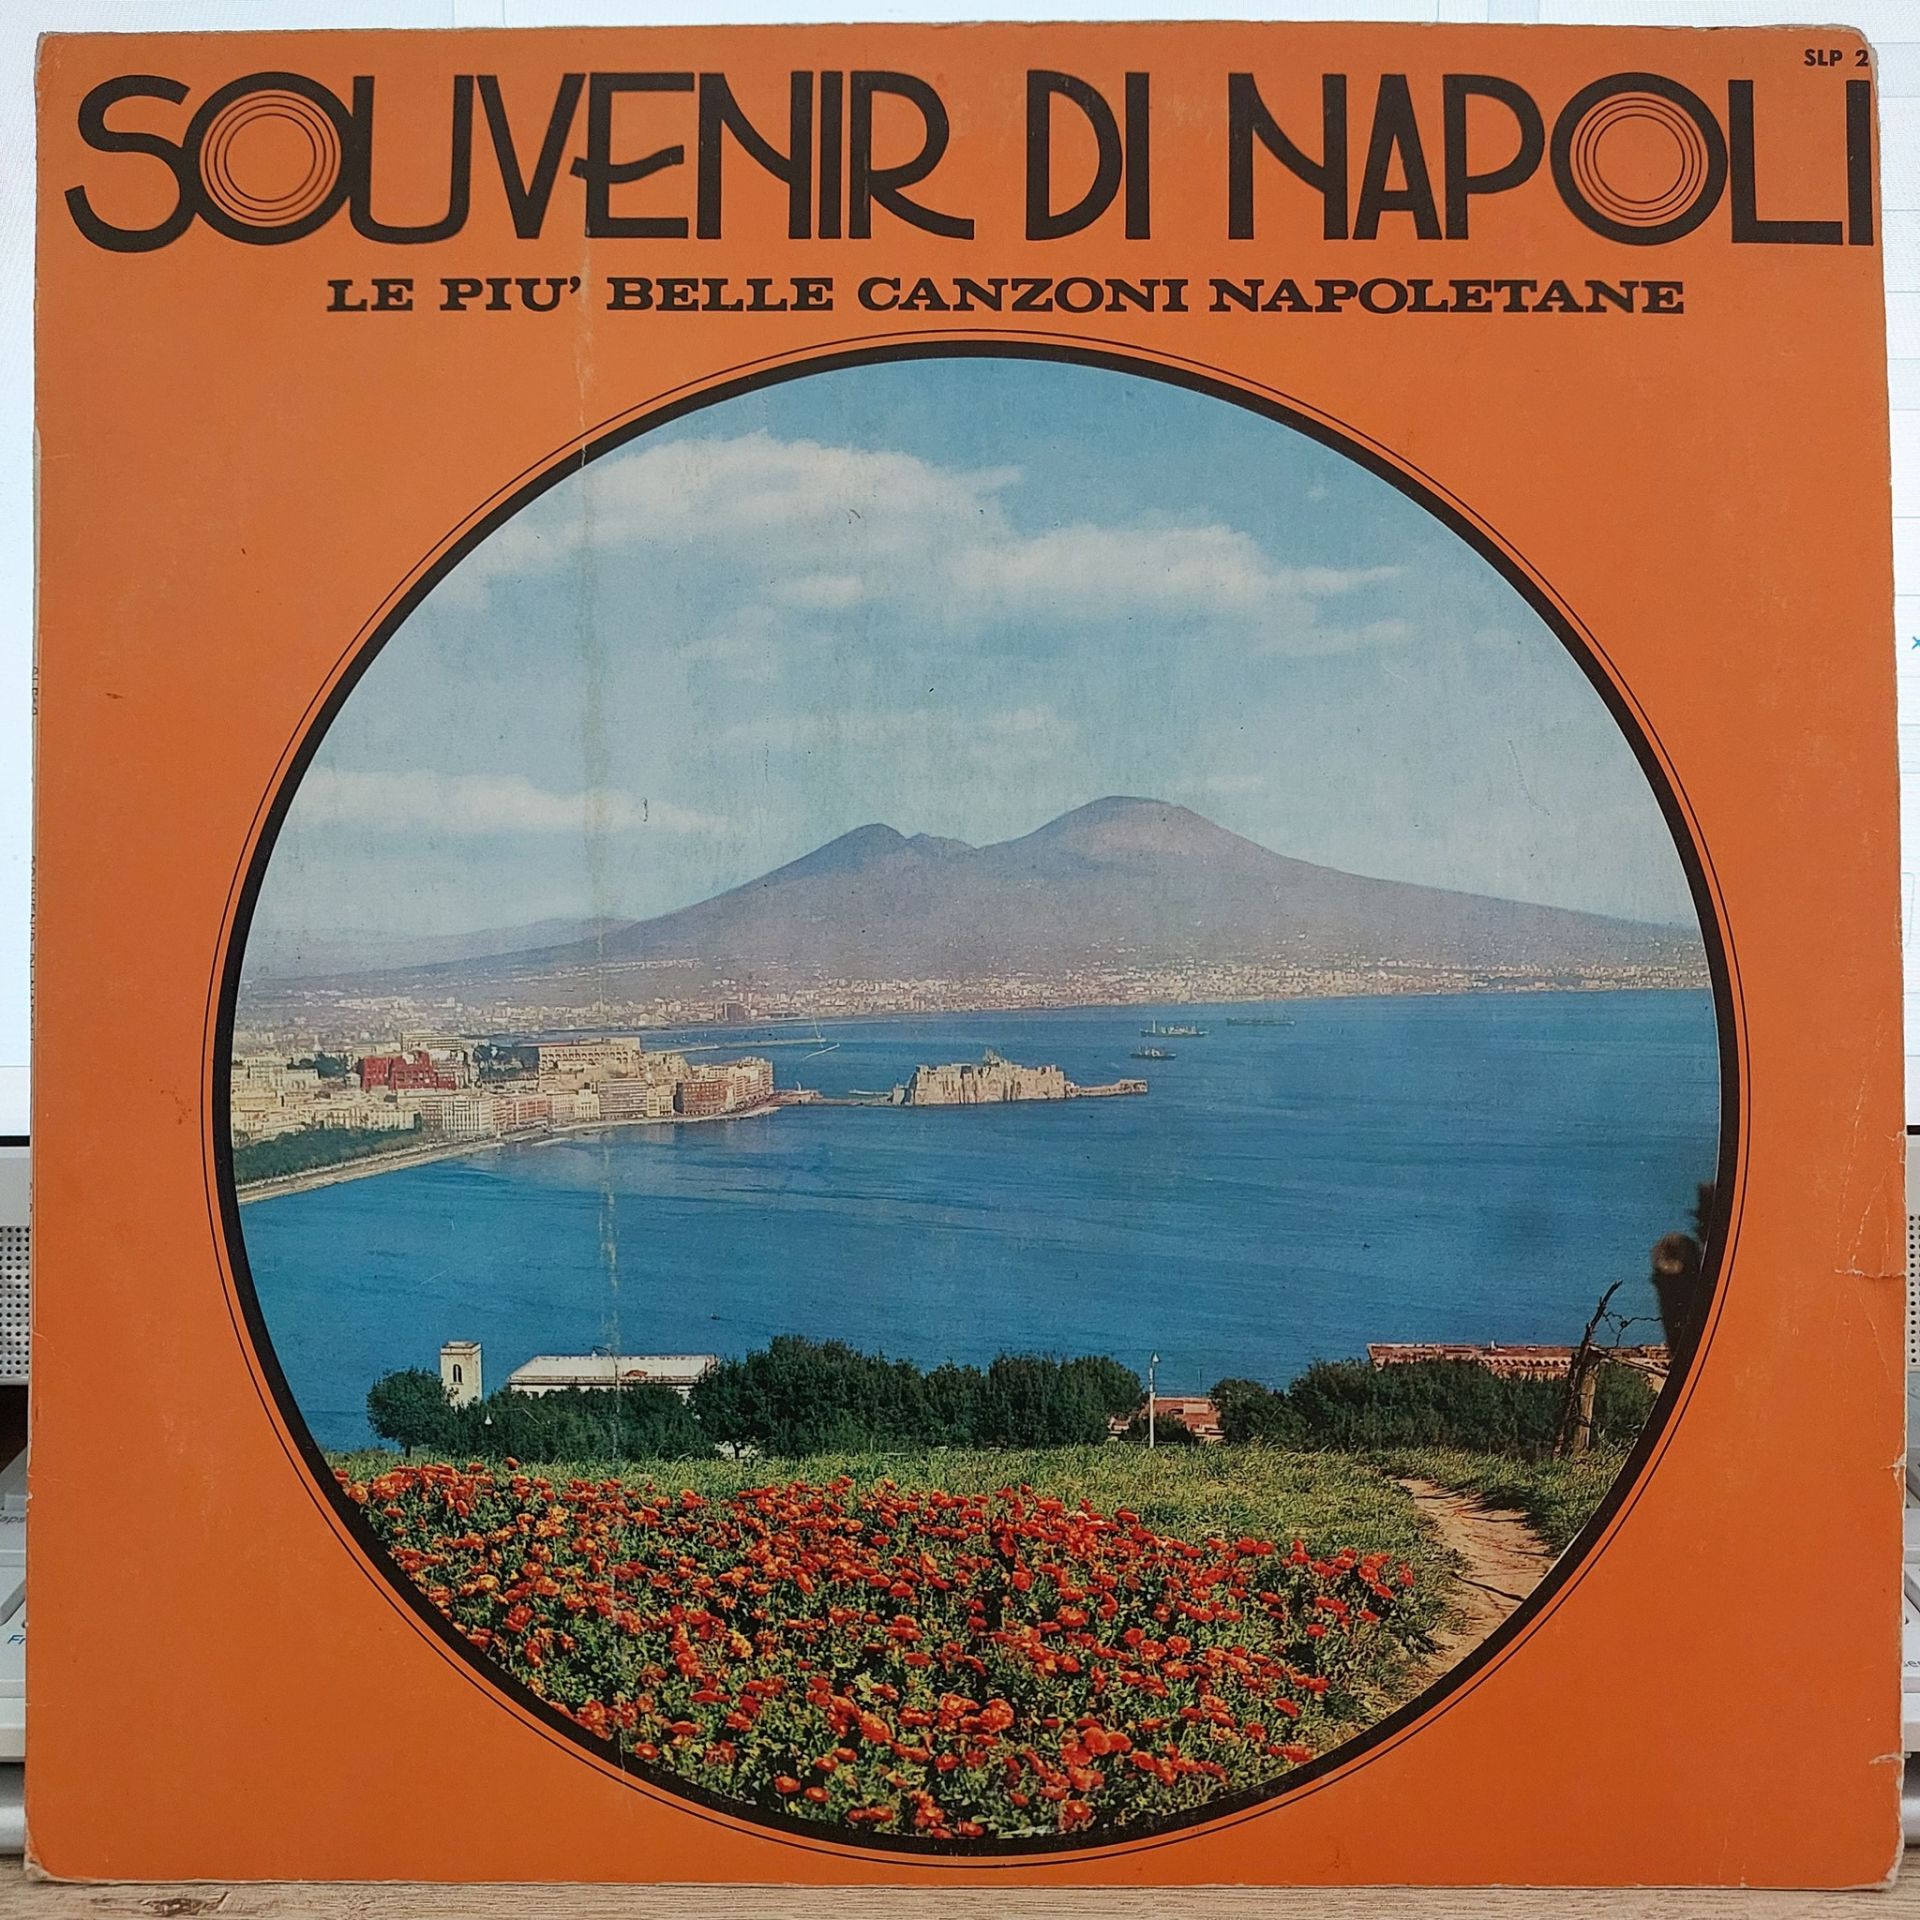 SLP 2
SOUVENIR DI NAPOLI
LE PIU' BELLE CANZONI NAPOLETANE